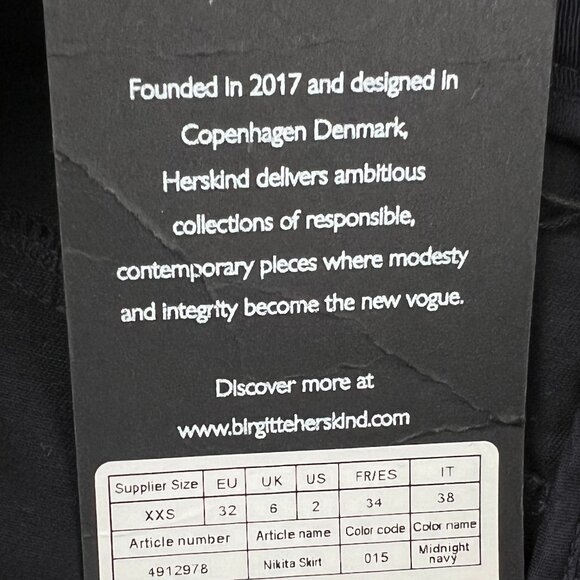 Founded in 2017 and designed in
Copenhagen Denmark,
Herskind delivers ambitious
collections of responsible,
contemporary pieces where modesty
and integrity become the new vogue.
Discover more at
www.birgitteherskind.com
Supplier Size EU UK US FR/ES IT
XXS 32 6 2 34 38
Article number Article name Color code Color name
4912978 Nikita Skirt 015 Midnight navy